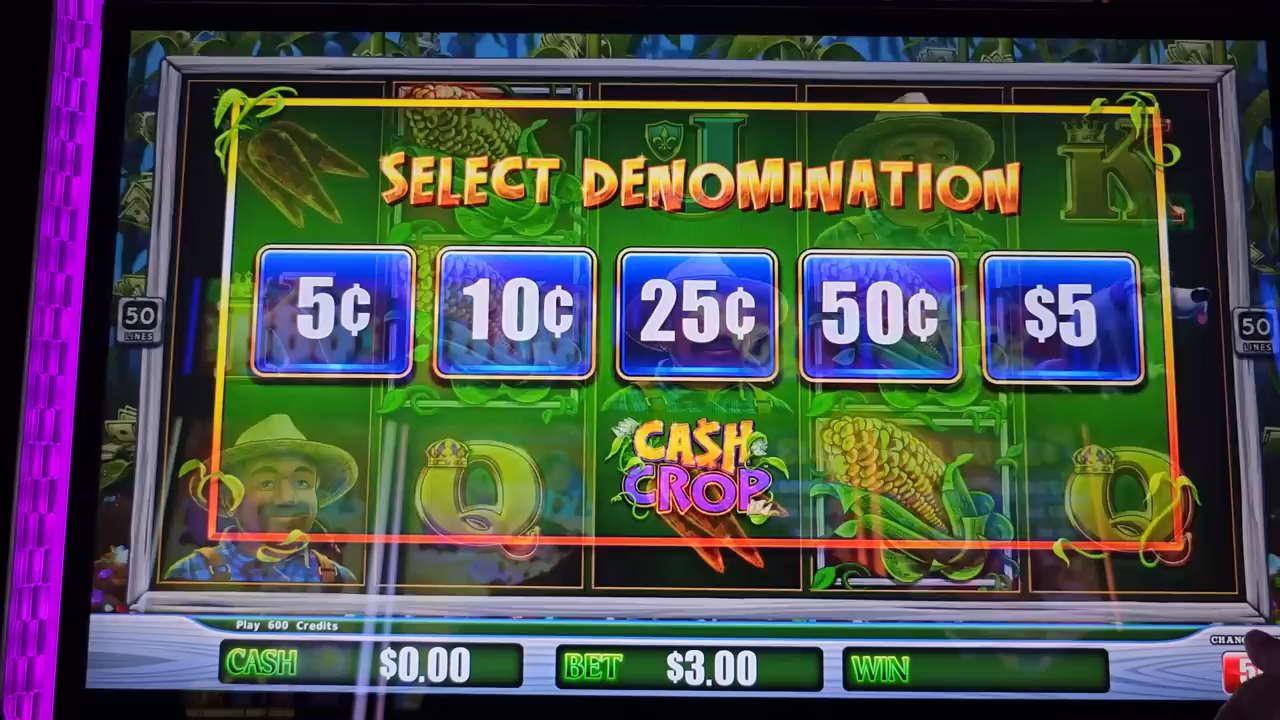 SELECT DENOMINATION
5¢ 10¢ 25¢ 50¢ $5
50
LINES
50
LINES
K
Q
CA$H
CROP
Q
Play 600 Credits
CASH $0.00 BET $3.00 WIN